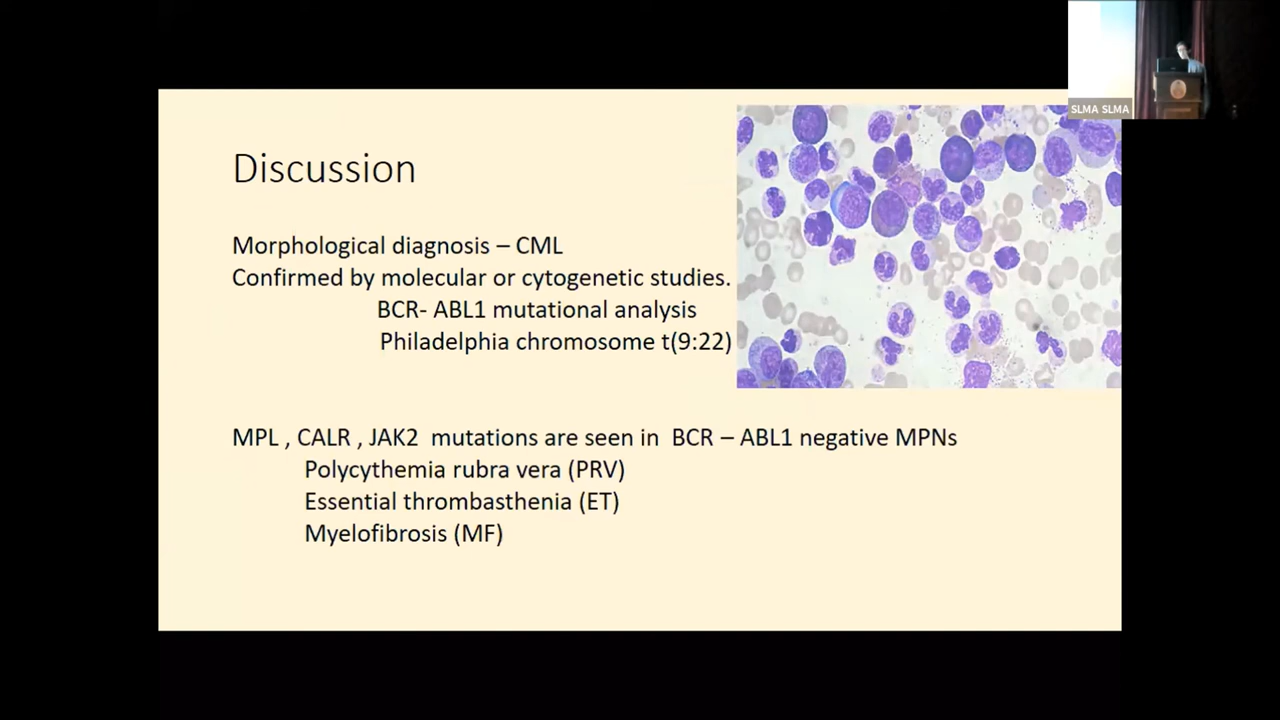 SLMA SLMA
Discussion
Morphological diagnosis – CML
Confirmed by molecular or cytogenetic studies.
BCR- ABL1 mutational analysis
Philadelphia chromosome t(9:22)
MPL , CALR , JAK2 mutations are seen in BCR – ABL1 negative MPNs
Polycythemia rubra vera (PRV)
Essential thrombasthenia (ET)
Myelofibrosis (MF)